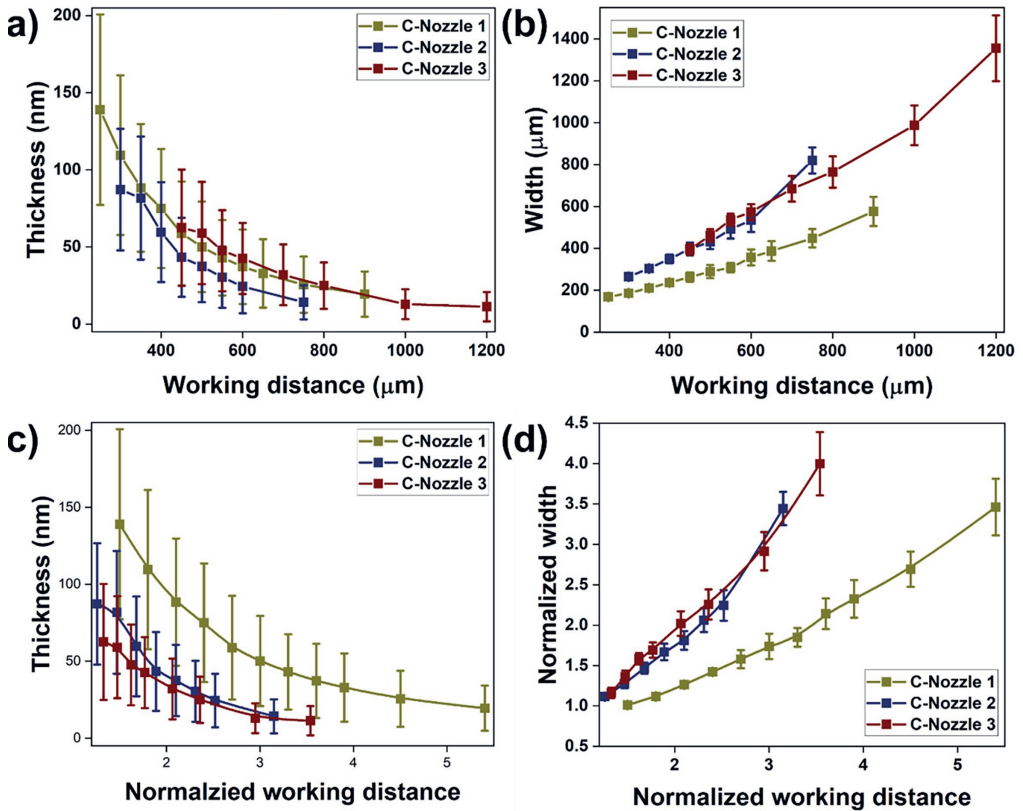 a)
200
150
100
50
0
Thickness (nm)
C-Nozzle 1
C-Nozzle 2
C-Nozzle 3
400 600 800 1000 1200
Working distance (μm)
(b)
1400
1200
1000
800
600
400
200
0
Width (μm)
C-Nozzle 1
C-Nozzle 2
C-Nozzle 3
400 600 800 1000 1200
Working distance (μm)
c)
200
150
100
50
0
Thickness (nm)
C-Nozzle 1
C-Nozzle 2
C-Nozzle 3
2 3 4 5
Normalzied working distance
(d)
4.5
4.0
3.5
3.0
2.5
2.0
1.5
1.0
0.5
Normalized width
C-Nozzle 1
C-Nozzle 2
C-Nozzle 3
2 3 4 5
Normalized working distance